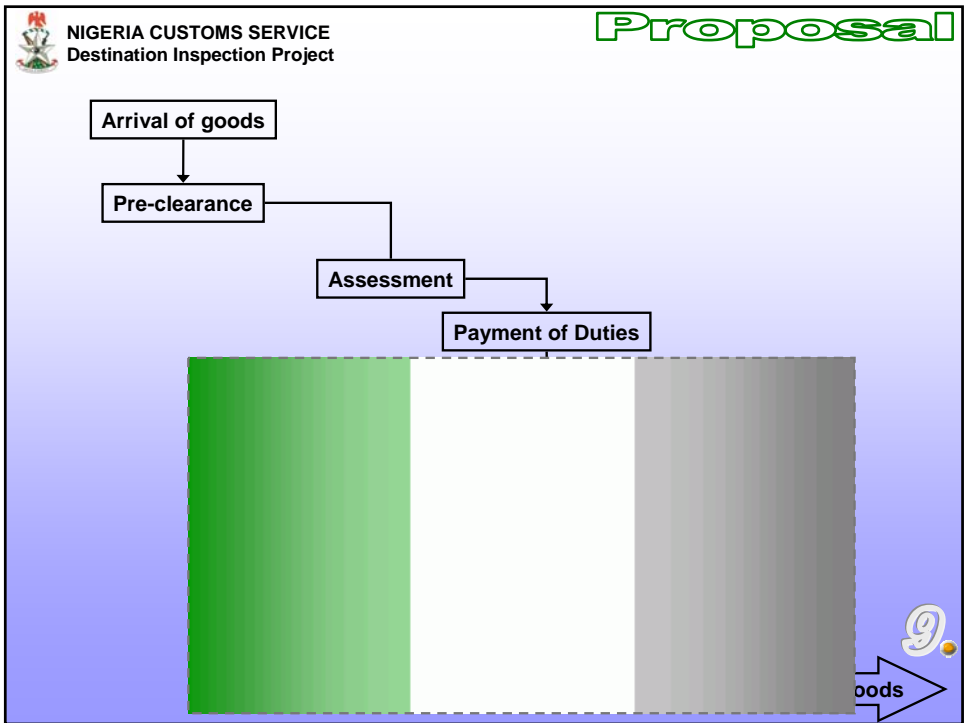 NIGERIA CUSTOMS SERVICE
Destination Inspection Project
Proposal
Arrival of goods
Pre-clearance
Assessment
Payment of Duties
9.
oods